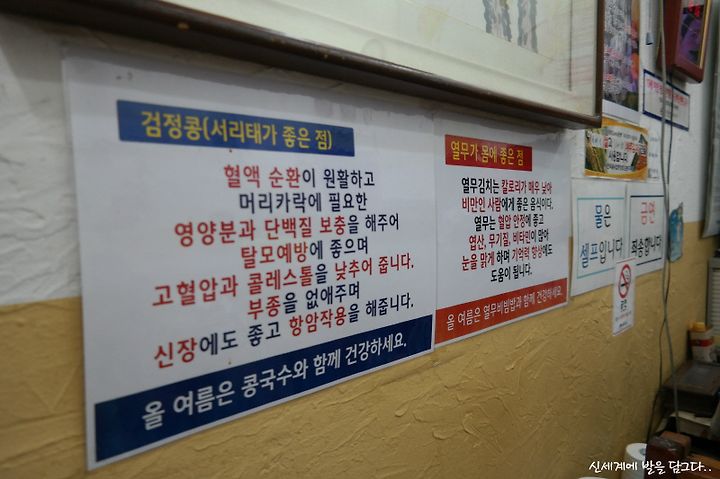 검정콩(서리태가 좋은 점)
혈액 순환이 원활하고
머리카락에 필요한
영양분과 단백질 보충을 해주어
탈모예방에 좋으며
고혈압과 콜레스톨을 낮추어 줍니다.
부종을 없애주며
신장에도 좋고 항암작용을 해줍니다.
올 여름은 콩국수와 함께 건강하세요.
열무가 몸에 좋은 점
열무김치는 칼로리가 매우 낮아
비만인 사람에게 좋은 음식이다.
열무는 혈압 안정에 좋고
엽산, 무기질, 비타민이 많아
눈을 맑게 하며 기억력 향상에도
도움이 됩니다.
올 여름은 열무비빔밥과 함께 건강하세요.
물은
셀프입니다
금연
죄송합니다.
신세계에 발을 담그다..